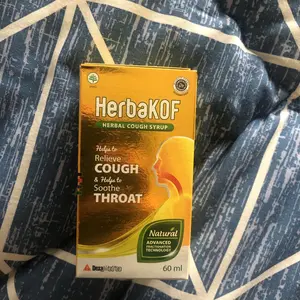 HerbaKOF
HERBAL COUGH SYRUP
Helps to
Relieve
COUGH
& Helps to
Soothe
THROAT
Natural
ADVANCED
TECHNOLOGY
60 ml